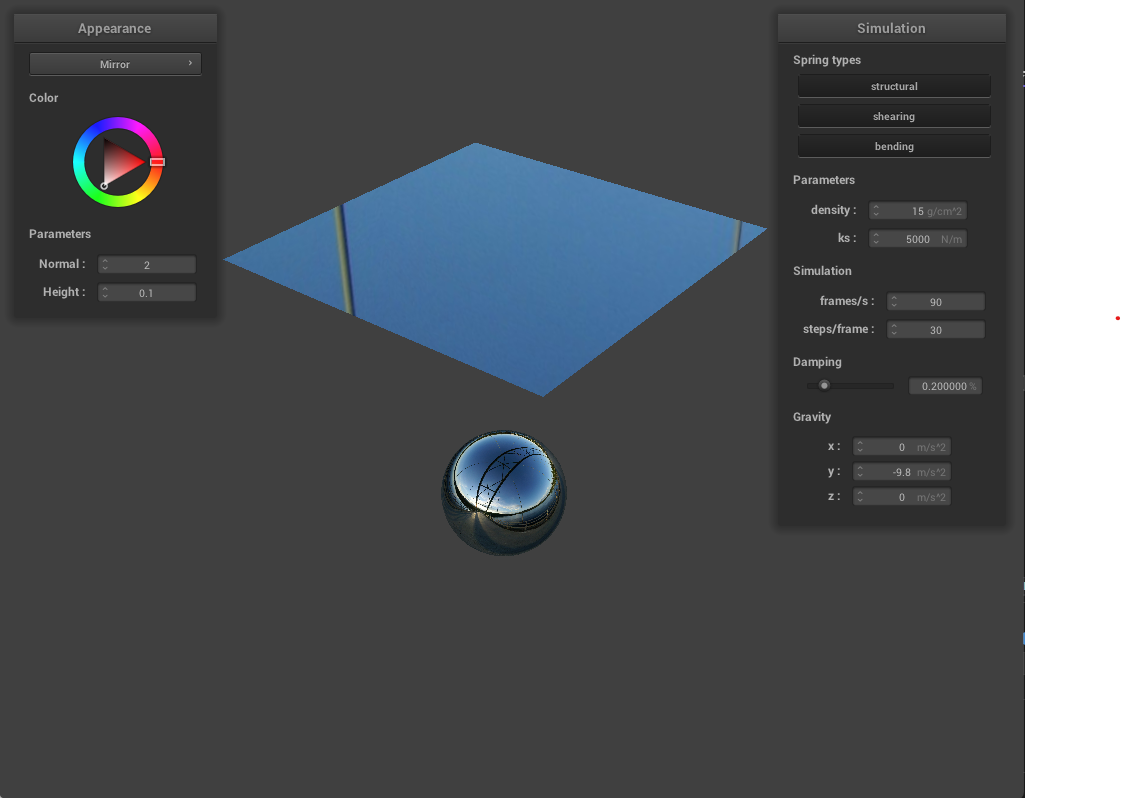 Appearance
Mirror
Color
Parameters
Normal : 2
Height : 0.1
Simulation
Spring types
structural
shearing
bending
Parameters
density : 15 g/cm^2
ks : 5000 N/m
Simulation
frames/s : 90
steps/frame : 30
Damping
0.200000 %
Gravity
x : 0 m/s^2
y : -9.8 m/s^2
z : 0 m/s^2